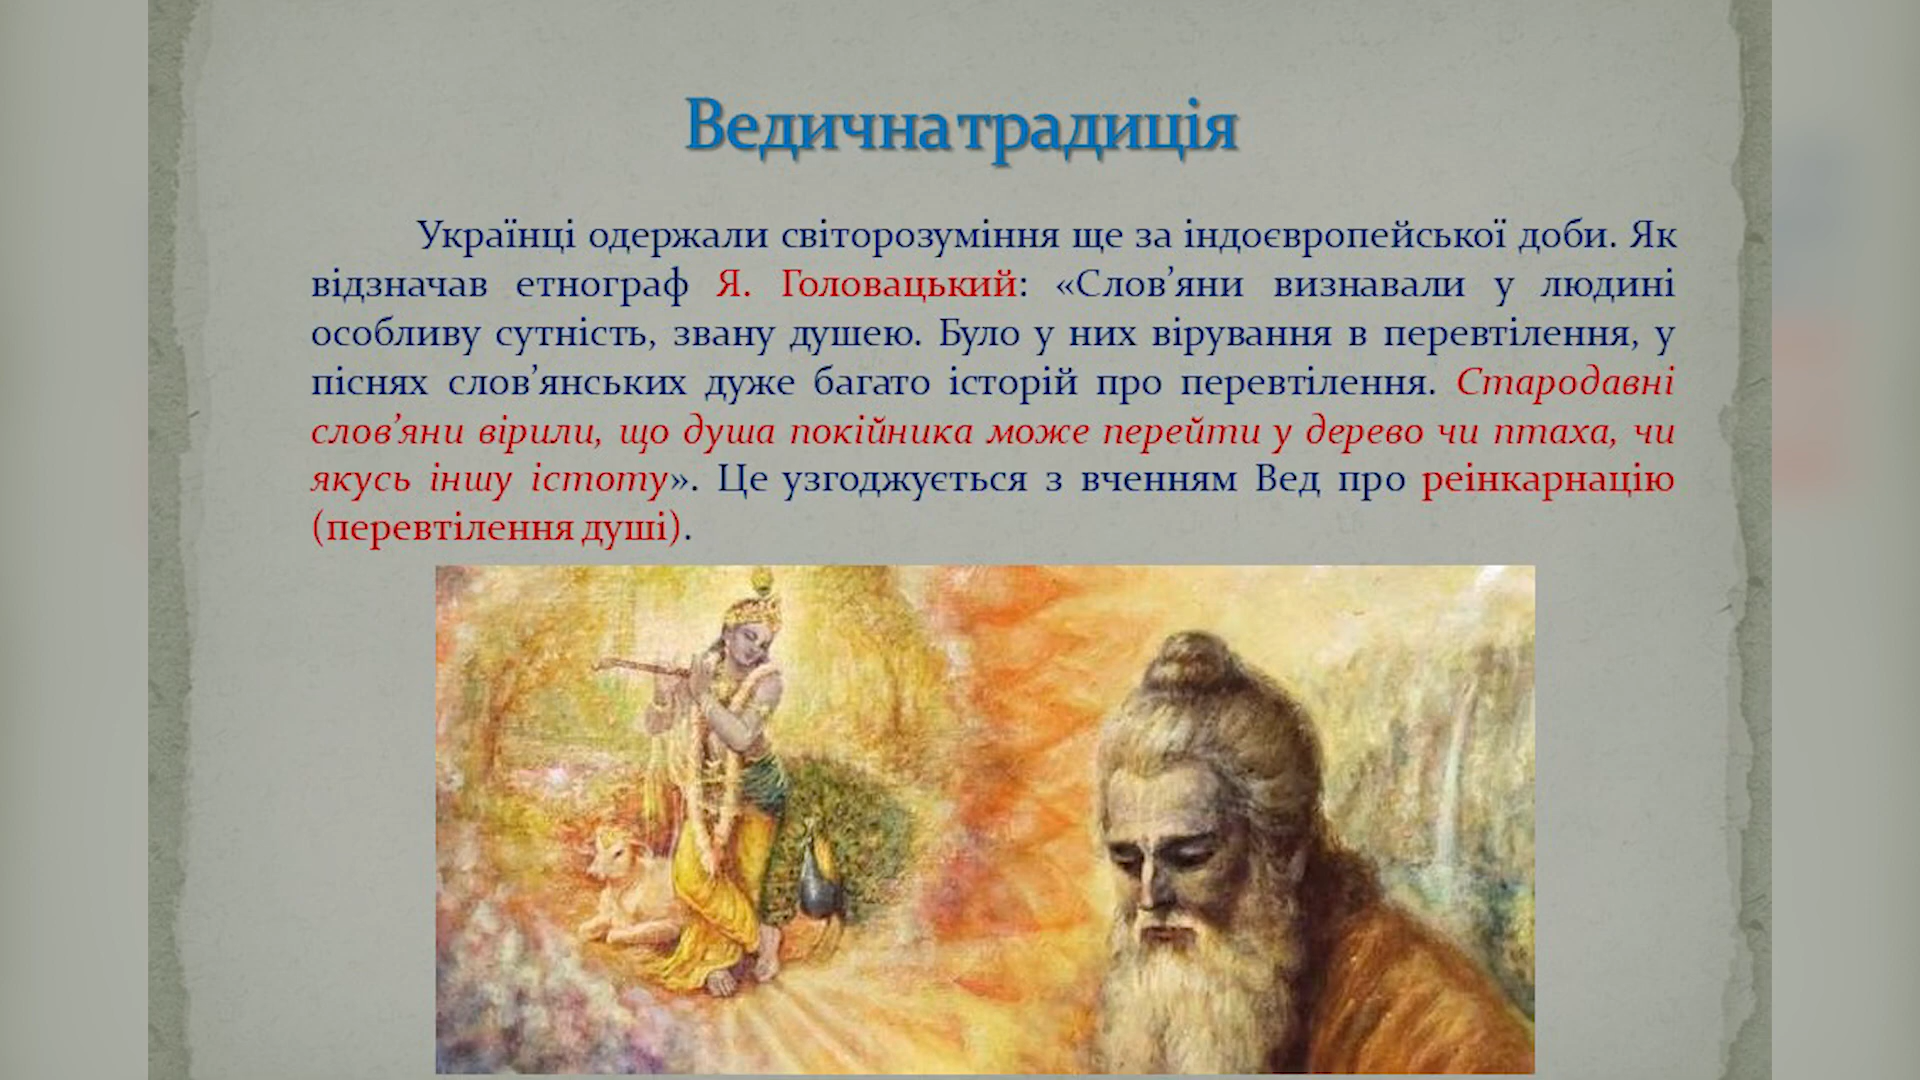 Ведична традиція
Українці одержали світорозуміння ще за індоєвропейської доби. Як
відзначав етнограф Я. Головацький: «Слов’яни визнавали у людині
особливу сутність, звану душею. Було у них вірування в перевтілення, у
піснях слов’янських дуже багато історій про перевтілення. Стародавні
слов’яни вірили, що душа покійника може перейти у дерево чи птаха, чи
якусь іншу істоту». Це узгоджується з вченням Вед про реінкарнацію
(перевтілення душі).